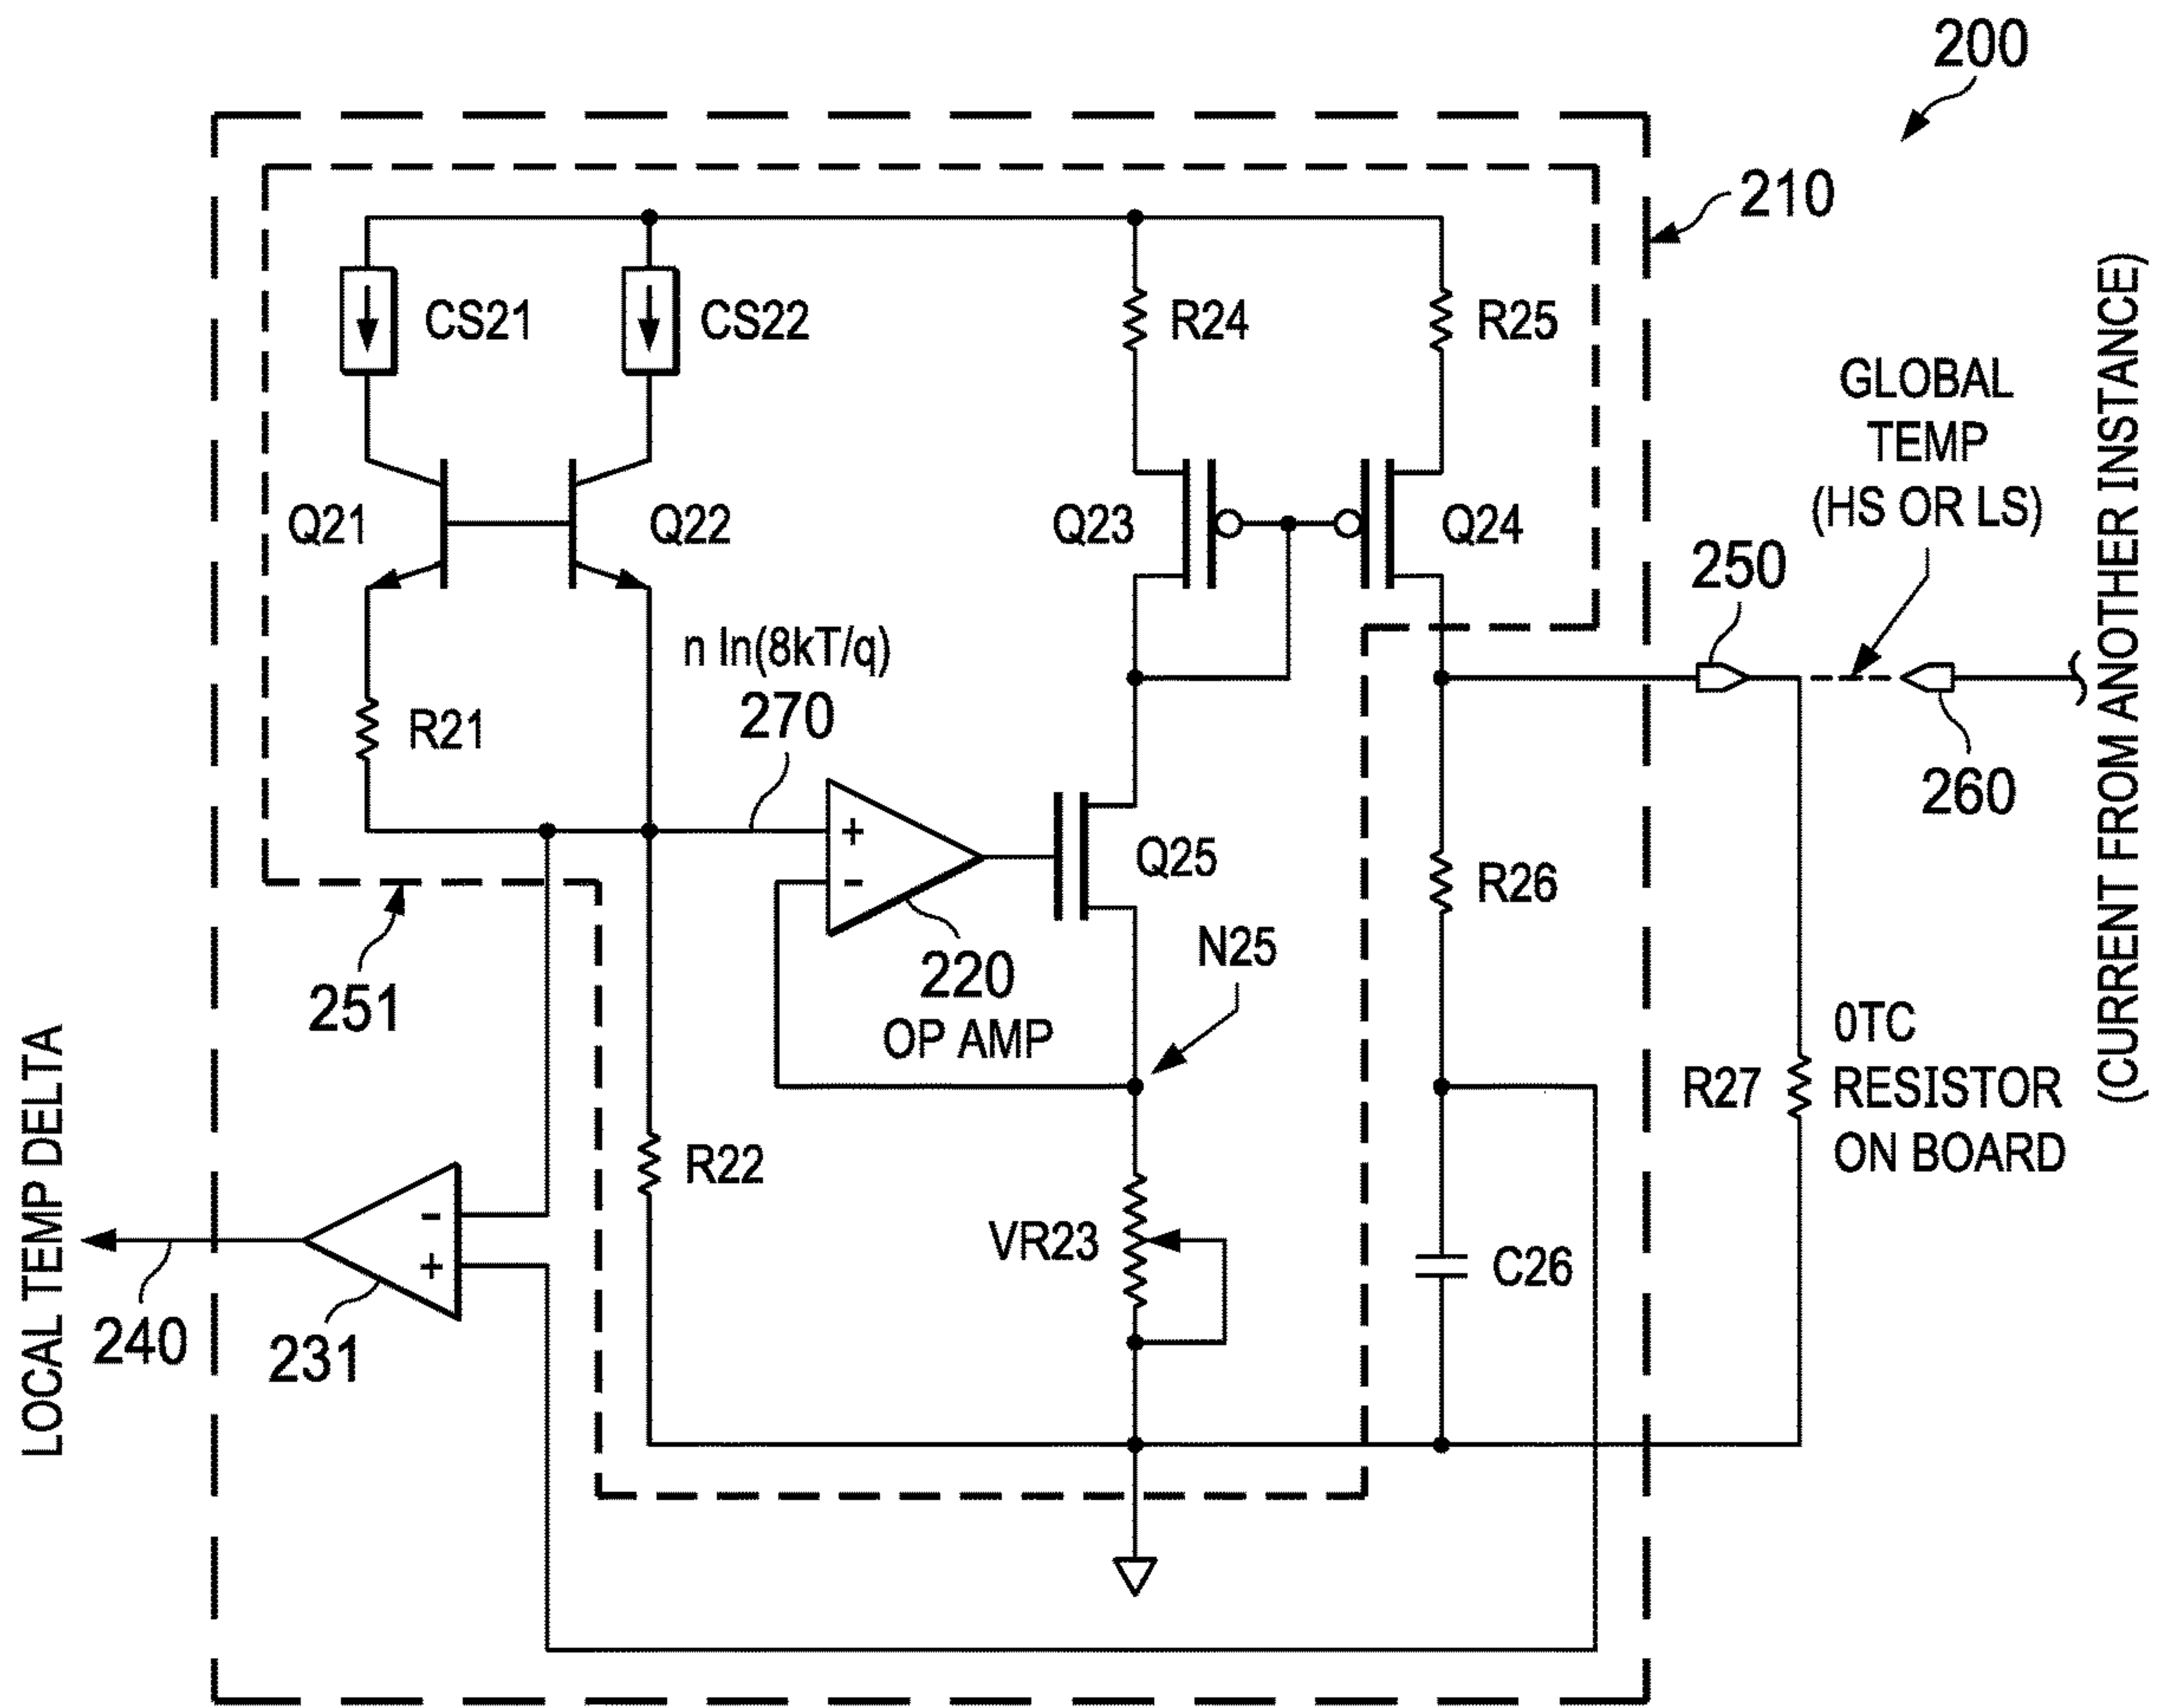 200
210
CS21
CS22
R24
R25
GLOBAL
TEMP
(HS OR LS)
(CURRENT FROM ANOTHER INSTANCE)
Q21
Q22
Q23
Q24
250
n ln(8kT/q)
270
R21
260
+
-
Q25
R26
220
OP AMP
N25
251
0TC
RESISTOR
ON BOARD
R27
R22
LOCAL TEMP DELTA
-
+
VR23
C26
240
231